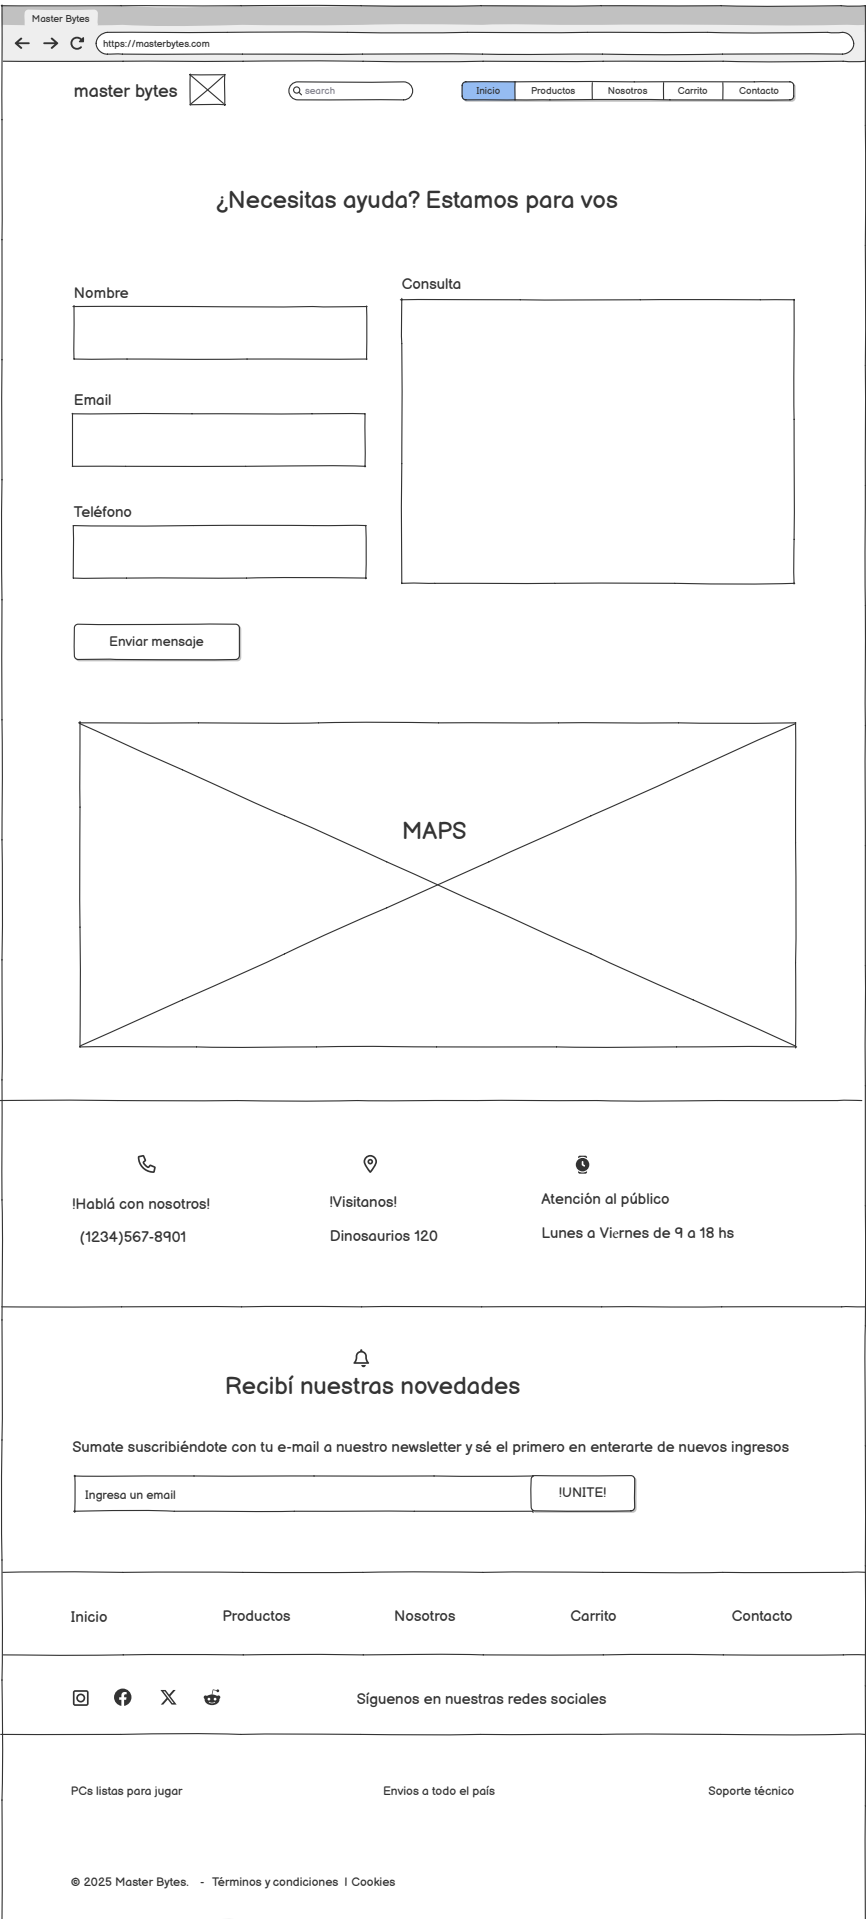 Master Bytes
https://masterbytes.com
master bytes
search
Inicio Productos Nosotros Carrito Contacto
¿Necesitas ayuda? Estamos para vos
Nombre
Consulta
Email
Teléfono
Enviar mensaje
MAPS
!Hablá con nosotros!
(1234)567-8901
!Visitanos!
Dinosaurios 120
Atención al público
Lunes a Viernes de 9 a 18 hs
Recibí nuestras novedades
Sumate suscribiéndote con tu e-mail a nuestro newsletter y sé el primero en enterarte de nuevos ingresos
Ingresa un email
!UNITE!
Inicio Productos Nosotros Carrito Contacto
Síguenos en nuestras redes sociales
PCs listas para jugar
Envios a todo el país
Soporte técnico
© 2025 Master Bytes. - Términos y condiciones | Cookies